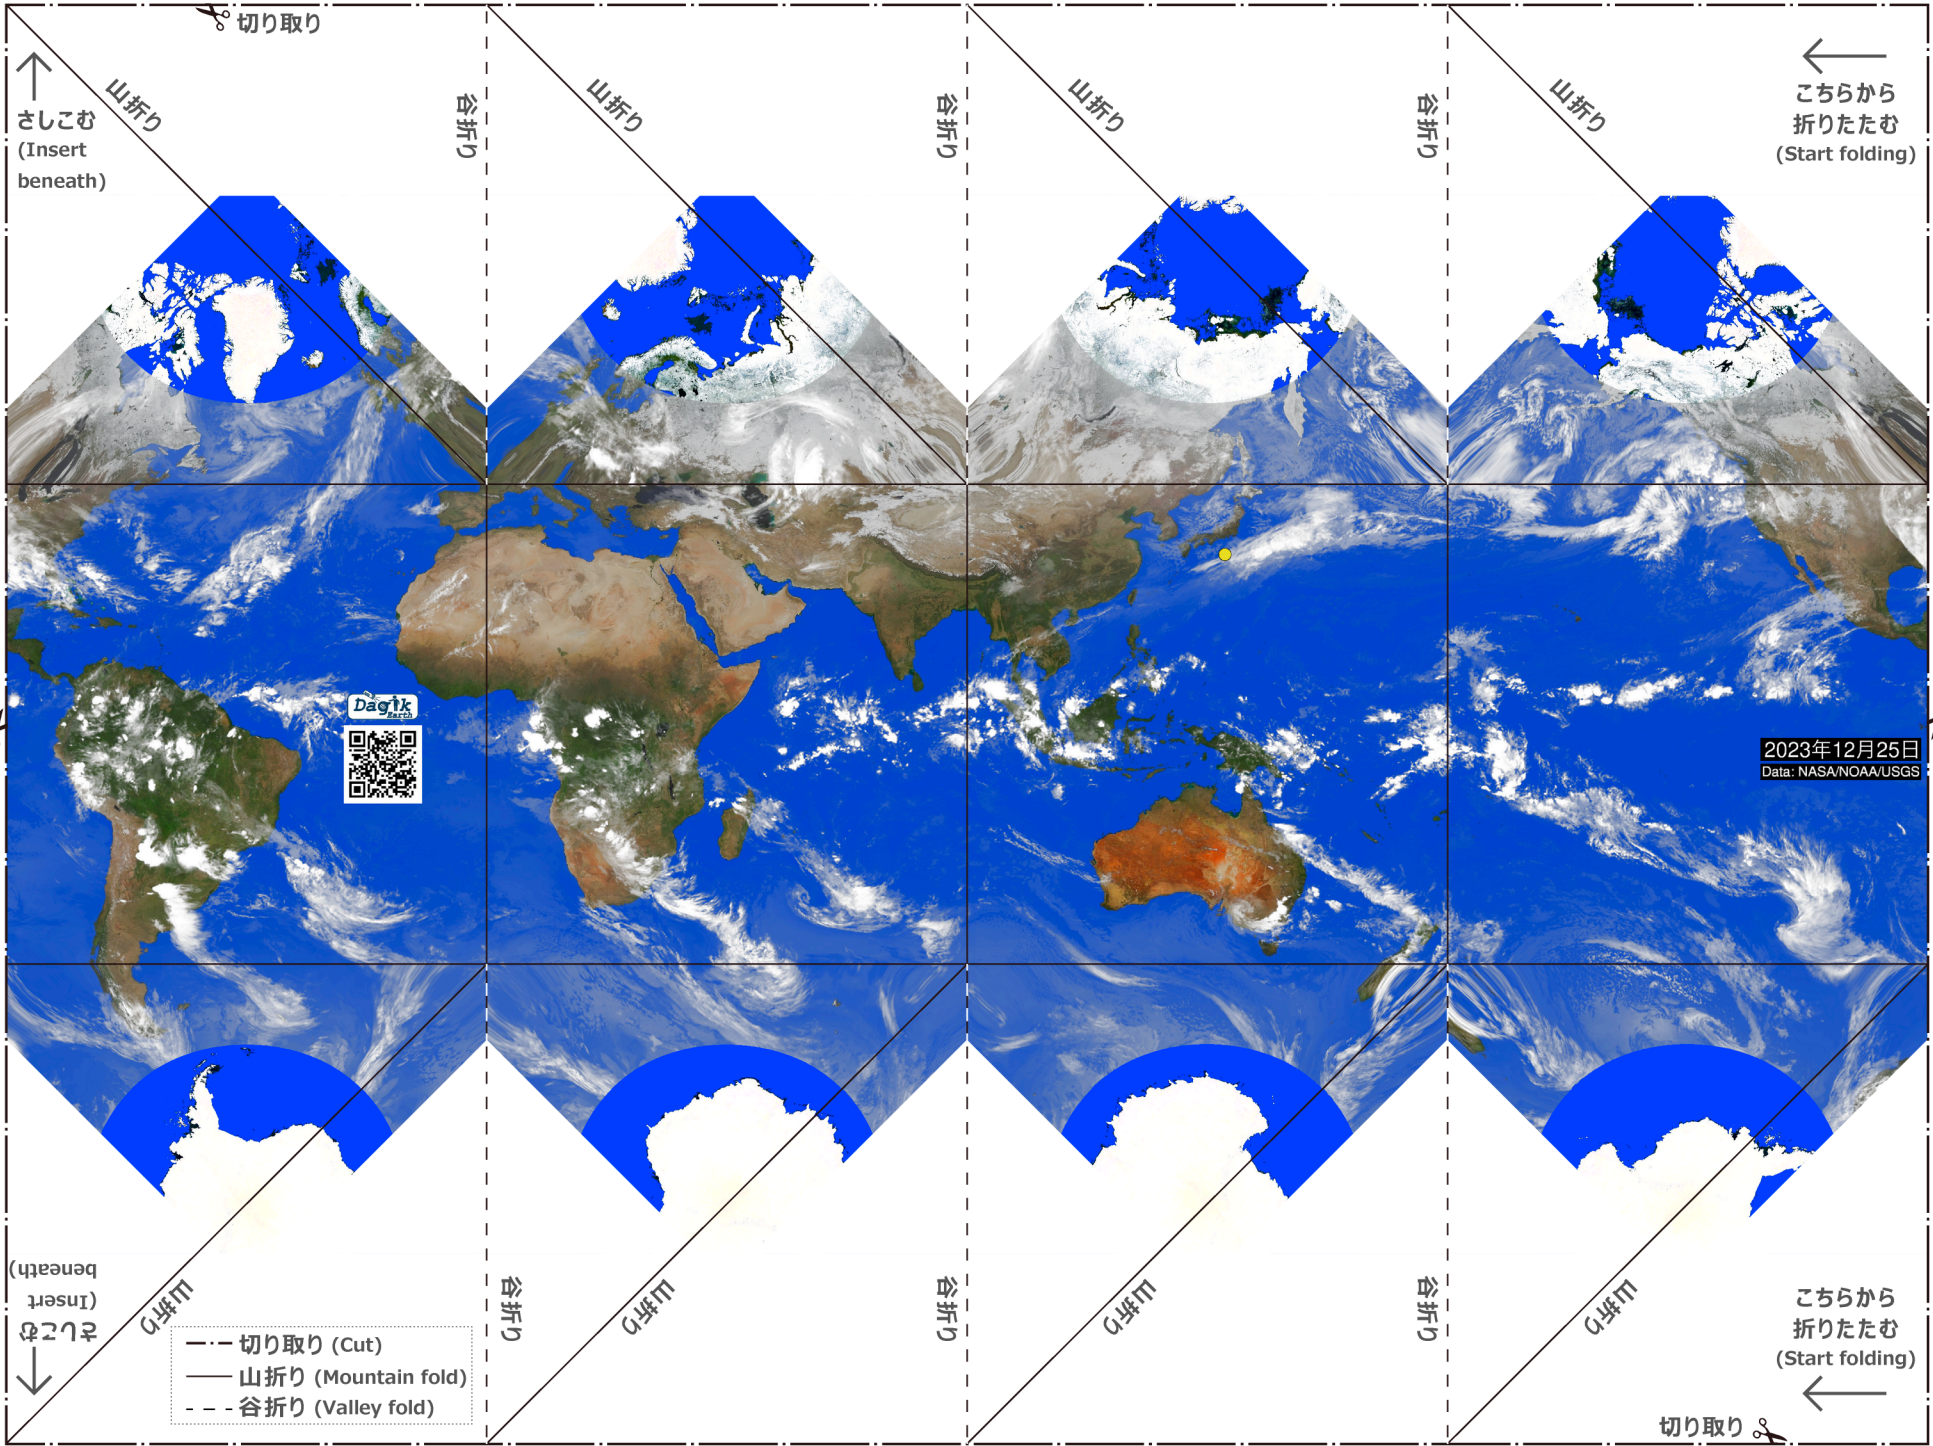 切り取り
山折り
谷折り
山折り
谷折り
山折り
谷折り
山折り
さしこむ
(Insert
beneath)
こちらから
折りたたむ
(Start folding)
Dagik
Earth
2023年12月25日
Data: NASA/NOAA/USGS
さしこむ
(Insert
beneath)
山折り
谷折り
山折り
谷折り
山折り
谷折り
山折り
こちらから
折りたたむ
(Start folding)
切り取り (Cut)
山折り (Mountain fold)
谷折り (Valley fold)
切り取り